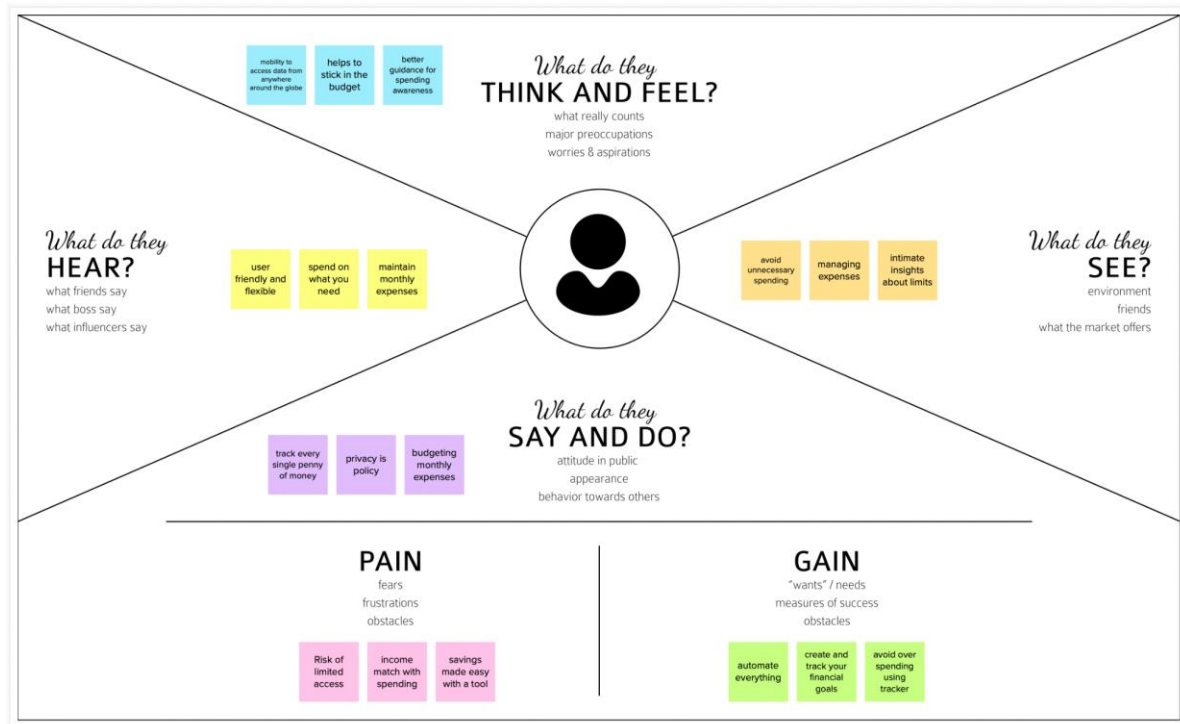 mobility to
access data from
anywhere
around the globe
helps to
stick in the
budget
better
guidance for
spending
awareness
What do they
THINK AND FEEL?
what really counts
major preoccupations
worries & aspirations
What do they
HEAR?
what friends say
what boss say
what influencers say
user
friendly and
flexible
spend on
what you
need
maintain
monthly
expenses
avoid
unnecessary
spending
managing
expenses
intimate
insights
about limits
What do they
SEE?
environment
friends
what the market offers
What do they
SAY AND DO?
attitude in public
appearance
behavior towards others
track every
single penny
of money
privacy is
policy
budgeting
monthly
expenses
PAIN
fears
frustrations
obstacles
Risk of
limited
access
income
match with
spending
savings
made easy
with a tool
GAIN
"wants" / needs
measures of success
obstacles
automate
everything
create and
track your
financial
goals
avoid over
spending
using
tracker